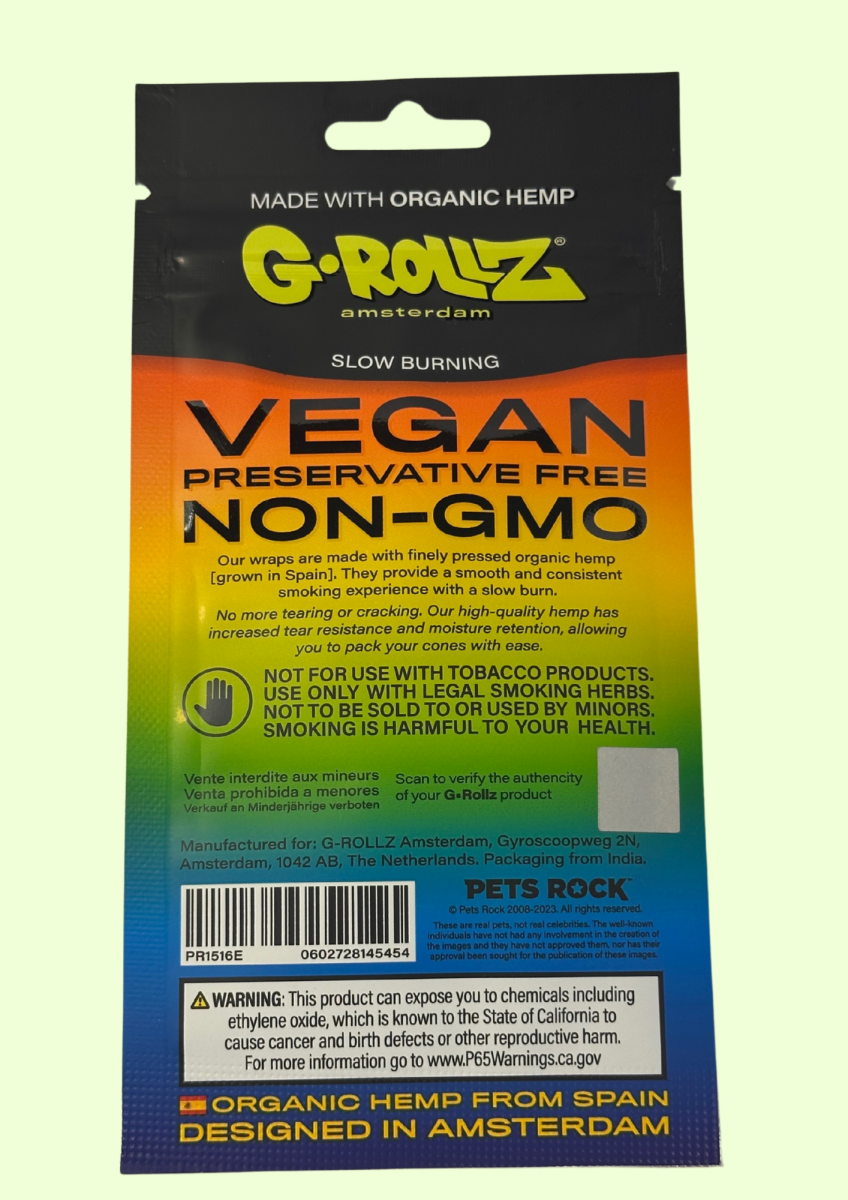 MADE WITH ORGANIC HEMP
G•ROLLZ®
amsterdam
SLOW BURNING
VEGAN
PRESERVATIVE FREE
NON-GMO
Our wraps are made with finely pressed organic hemp
[grown in Spain]. They provide a smooth and consistent
smoking experience with a slow burn.
No more tearing or cracking. Our high-quality hemp has
increased tear resistance and moisture retention, allowing
you to pack your cones with ease.
NOT FOR USE WITH TOBACCO PRODUCTS.
USE ONLY WITH LEGAL SMOKING HERBS.
NOT TO BE SOLD TO OR USED BY MINORS.
SMOKING IS HARMFUL TO YOUR HEALTH.
Vente interdite aux mineurs
Venta prohibida a menores
Verkauf an Minderjährige verboten
Scan to verify the authencity
of your G-Rollz product
Manufactured for: G-ROLLZ Amsterdam, Gyroscoopweg 2N,
Amsterdam, 1042 AB, The Netherlands. Packaging from India.
PR1516E 0602728145454
PETS ROCK™
© Pets Rock 2008-2023. All rights reserved.
These are real pets, not real celebrities. The well-known
individuals have not had any involvement in the creation of
the images and they have not approved them, nor has their
approval been sought for the publication of these images.
WARNING: This product can expose you to chemicals including
ethylene oxide, which is known to the State of California to
cause cancer and birth defects or other reproductive harm.
For more information go to www.P65Warnings.ca.gov
ORGANIC HEMP FROM SPAIN
DESIGNED IN AMSTERDAM